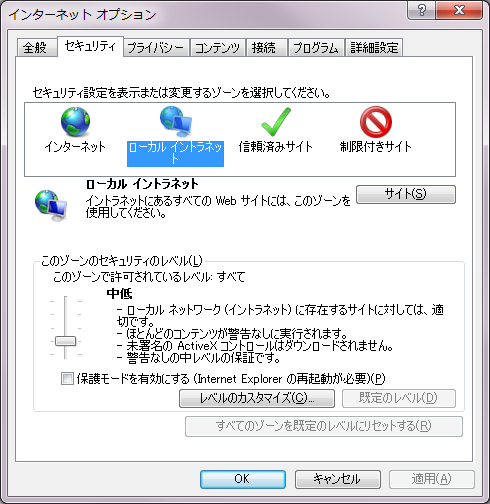 インターネット オプション
全般 セキュリティ プライバシー コンテンツ 接続 プログラム 詳細設定
セキュリティ設定を表示または変更するゾーンを選択してください。
インターネット ローカル イントラネッ 信頼済みサイト 制限付きサイト
ト
ローカル イントラネット
イントラネットにあるすべての Web サイトには、このゾーンを
使用してください。
サイト(S)
このゾーンのセキュリティのレベル(L)
このゾーンで許可されているレベル: すべて
中低
- ローカル ネットワーク (イントラネット) に存在するサイトに対しては、適
切です。
- ほとんどのコンテンツが警告なしに実行されます。
- 未署名の ActiveX コントロールはダウンロードされません。
- 警告なしの中レベルの保証です。
保護モードを有効にする (Internet Explorer の再起動が必要)(P)
レベルのカスタマイズ(C)... 既定のレベル(D)
すべてのゾーンを既定のレベルにリセットする(R)
OK キャンセル 適用(A)